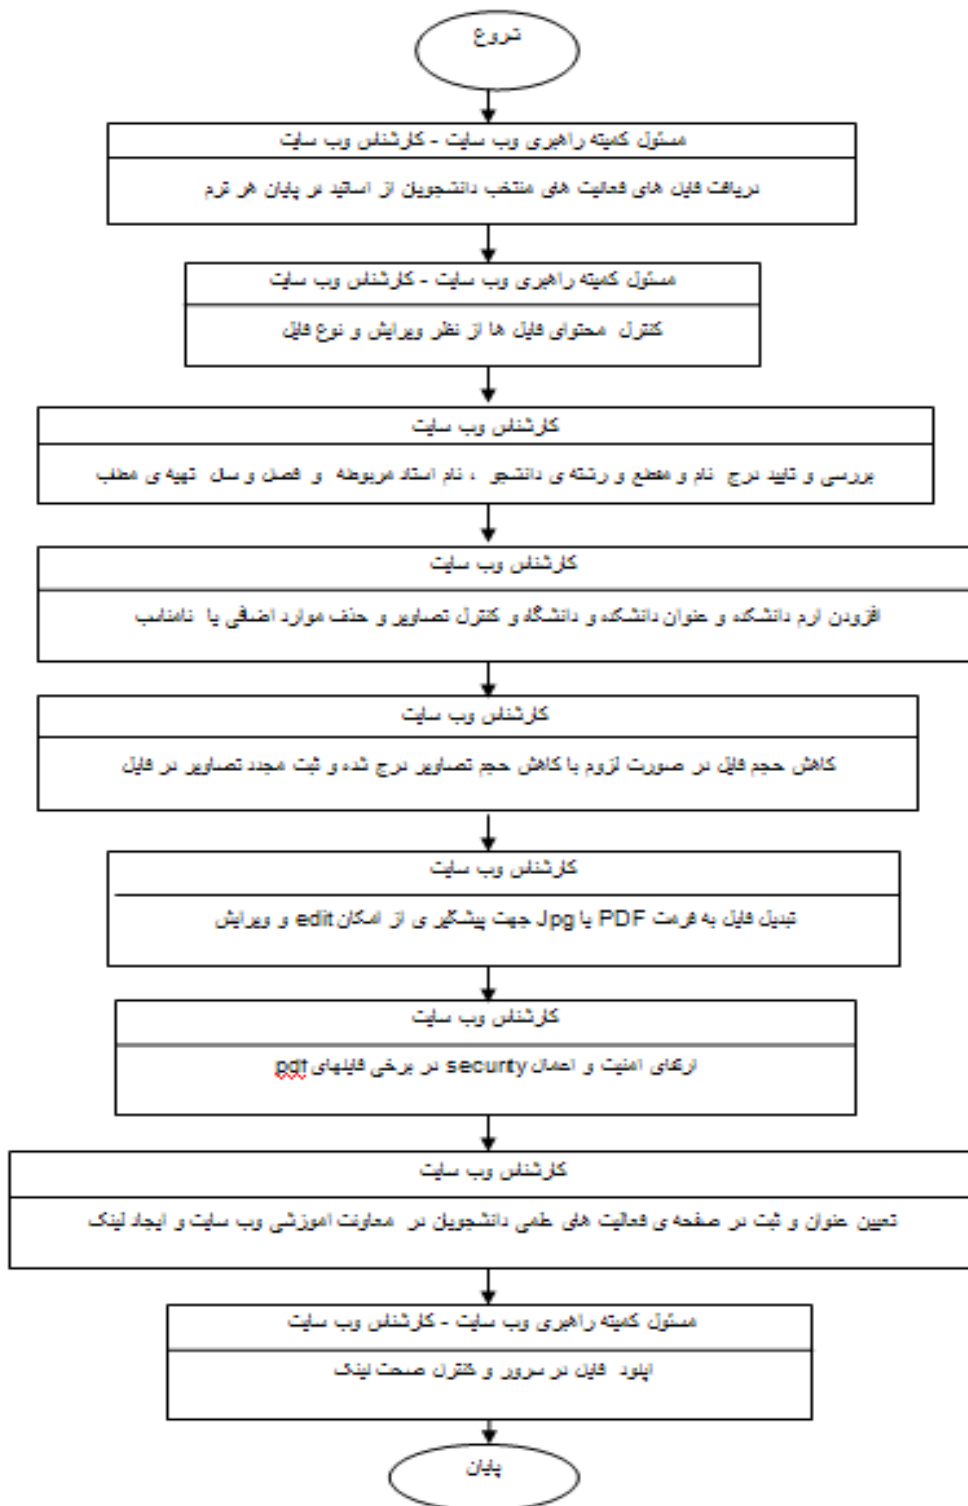 شروع
مسئول کمیته راهبری وب سایت - کارشناس وب سایت
دریافت فایل های فعالیت های منتخب دانشجویان از اساتید در پایان هر ترم
مسئول کمیته راهبری وب سایت - کارشناس وب سایت
کنترل محتوای فایل ها از نظر ویرایش و نوع فایل
کارشناس وب سایت
بررسی و تایید درج نام و مقطع و رشته ی دانشجو ، نام استاد مربوطه و فصل و سال تهیه ی مطلب
کارشناس وب سایت
افزودن ارم دانشکده و عنوان دانشکده و دانشگاه و کنترل تصاویر و حذف موارد اضافی یا نامناسب
کارشناس وب سایت
کاهش حجم فایل در صورت لزوم با کاهش حجم تصاویر درج شده و ثبت مجدد تصاویر در فایل
کارشناس وب سایت
تبدیل فایل به فرمت PDF یا Jpg جهت پیشگیر ی از امکان edit و ویرایش
کارشناس وب سایت
ارتقای امنیت و اعمال security در برخی فایلهای pdf
کارشناس وب سایت
تعیین عنوان و ثبت در صفحه ی فعالیت های علمی دانشجویان در معاونت اموزشی وب سایت و ایجاد لینک
مسئول کمیته راهبری وب سایت - کارشناس وب سایت
اپلود فایل در سرور و کنترل صحت لینک
پایان